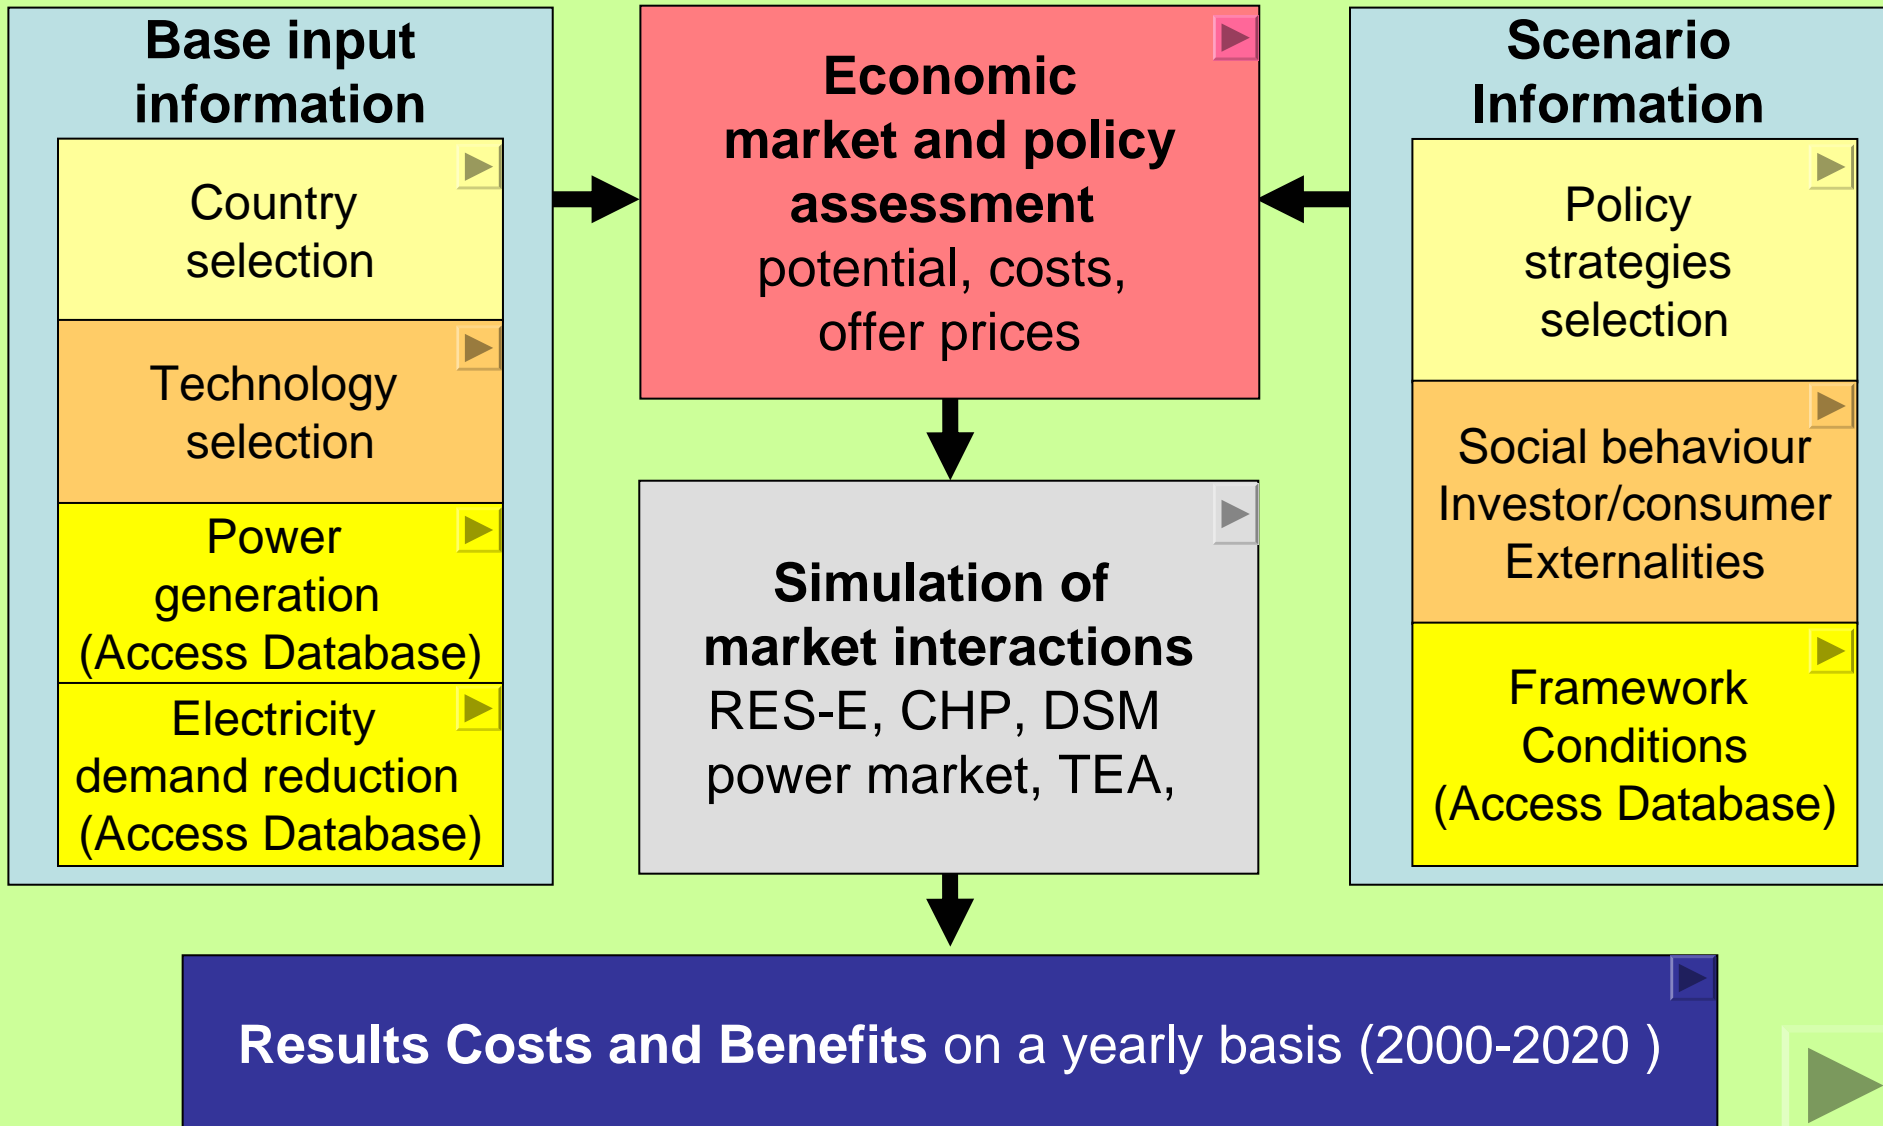 Base input
information
Country
selection
Technology
selection
Power
generation
(Access Database)
Electricity
demand reduction
(Access Database)
Economic
market and policy
assessment
potential, costs,
offer prices
Simulation of
market interactions
RES-E, CHP, DSM
power market, TEA,
Scenario
Information
Policy
strategies
selection
Social behaviour
Investor/consumer
Externalities
Framework
Conditions
(Access Database)
Results Costs and Benefits on a yearly basis (2000-2020 )